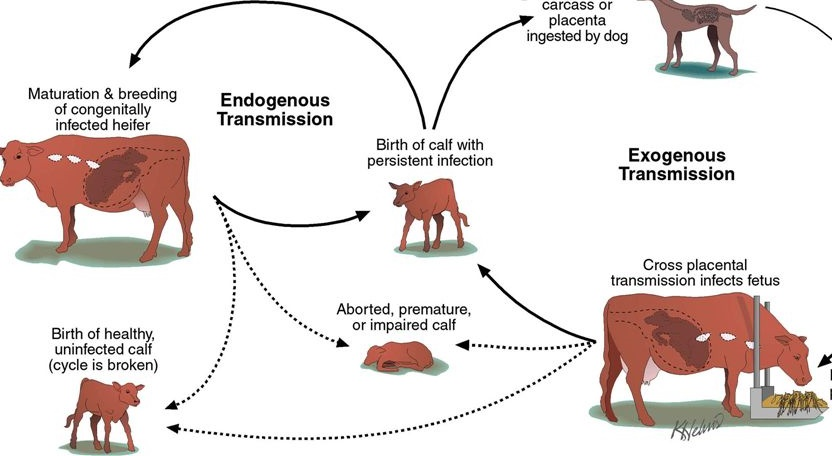 carcass or
placenta
ingested by dog
Maturation & breeding
of congenitally
infected heifer
Endogenous
Transmission
Birth of calf with
persistent infection
Exogenous
Transmission
Cross placental
transmission infects fetus
Aborted, premature,
or impaired calf
Birth of healthy,
uninfected calf
(cycle is broken)